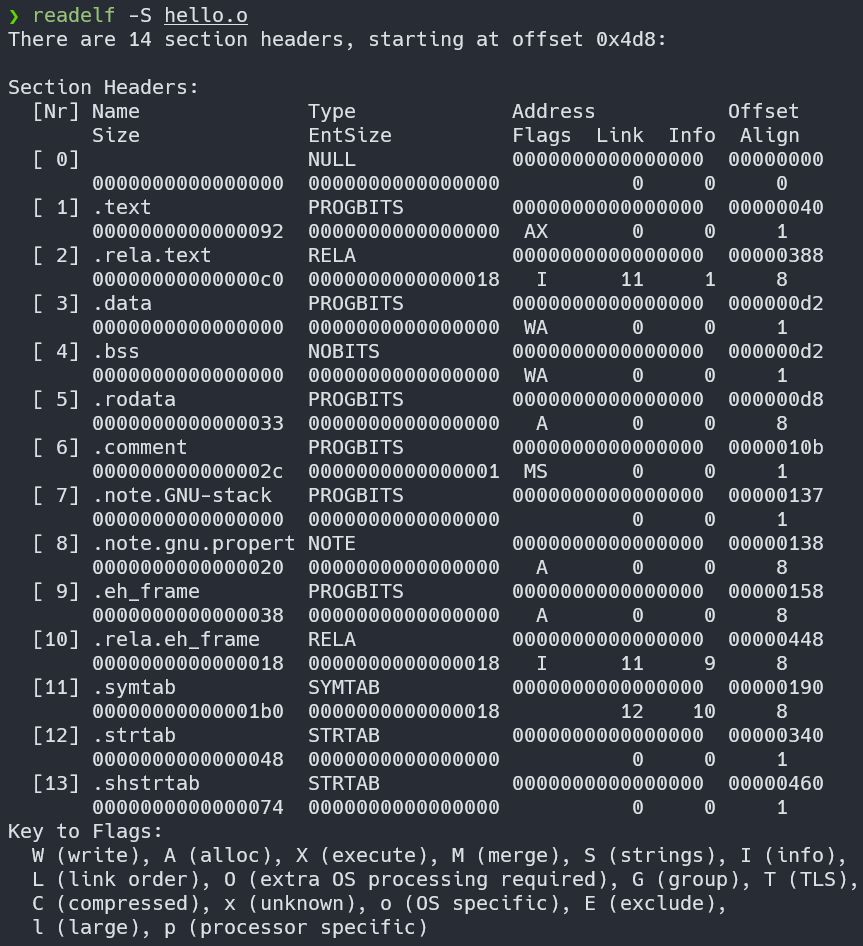 ❯ readelf -S hello.o
There are 14 section headers, starting at offset 0x4d8:

Section Headers:
  [Nr] Name              Type             Address           Offset
       Size              EntSize          Flags  Link  Info  Align
  [ 0]                   NULL             0000000000000000  00000000
       0000000000000000  0000000000000000           0     0     0
  [ 1] .text             PROGBITS         0000000000000000  00000040
       0000000000000092  0000000000000000  AX       0     0     1
  [ 2] .rela.text        RELA             0000000000000000  00000388
       00000000000000c0  0000000000000018   I      11     1     8
  [ 3] .data             PROGBITS         0000000000000000  000000d2
       0000000000000000  0000000000000000  WA       0     0     1
  [ 4] .bss              NOBITS           0000000000000000  000000d2
       0000000000000000  0000000000000000  WA       0     0     1
  [ 5] .rodata           PROGBITS         0000000000000000  000000d8
       0000000000000033  0000000000000000   A       0     0     8
  [ 6] .comment          PROGBITS         0000000000000000  0000010b
       000000000000002c  0000000000000001  MS       0     0     1
  [ 7] .note.GNU-stack   PROGBITS         0000000000000000  00000137
       0000000000000000  0000000000000000           0     0     1
  [ 8] .note.gnu.propert NOTE             0000000000000000  00000138
       0000000000000020  0000000000000000   A       0     0     8
  [ 9] .eh_frame         PROGBITS         0000000000000000  00000158
       0000000000000038  0000000000000000   A       0     0     8
  [10] .rela.eh_frame    RELA             0000000000000000  00000448
       0000000000000018  0000000000000018   I      11     9     8
  [11] .symtab           SYMTAB           0000000000000000  00000190
       00000000000001b0  0000000000000018          12    10     8
  [12] .strtab           STRTAB           0000000000000000  00000340
       0000000000000048  0000000000000000           0     0     1
  [13] .shstrtab         STRTAB           0000000000000000  00000460
       0000000000000074  0000000000000000           0     0     1
Key to Flags:
  W (write), A (alloc), X (execute), M (merge), S (strings), I (info),
  L (link order), O (extra OS processing required), G (group), T (TLS),
  C (compressed), x (unknown), o (OS specific), E (exclude),
  l (large), p (processor specific)